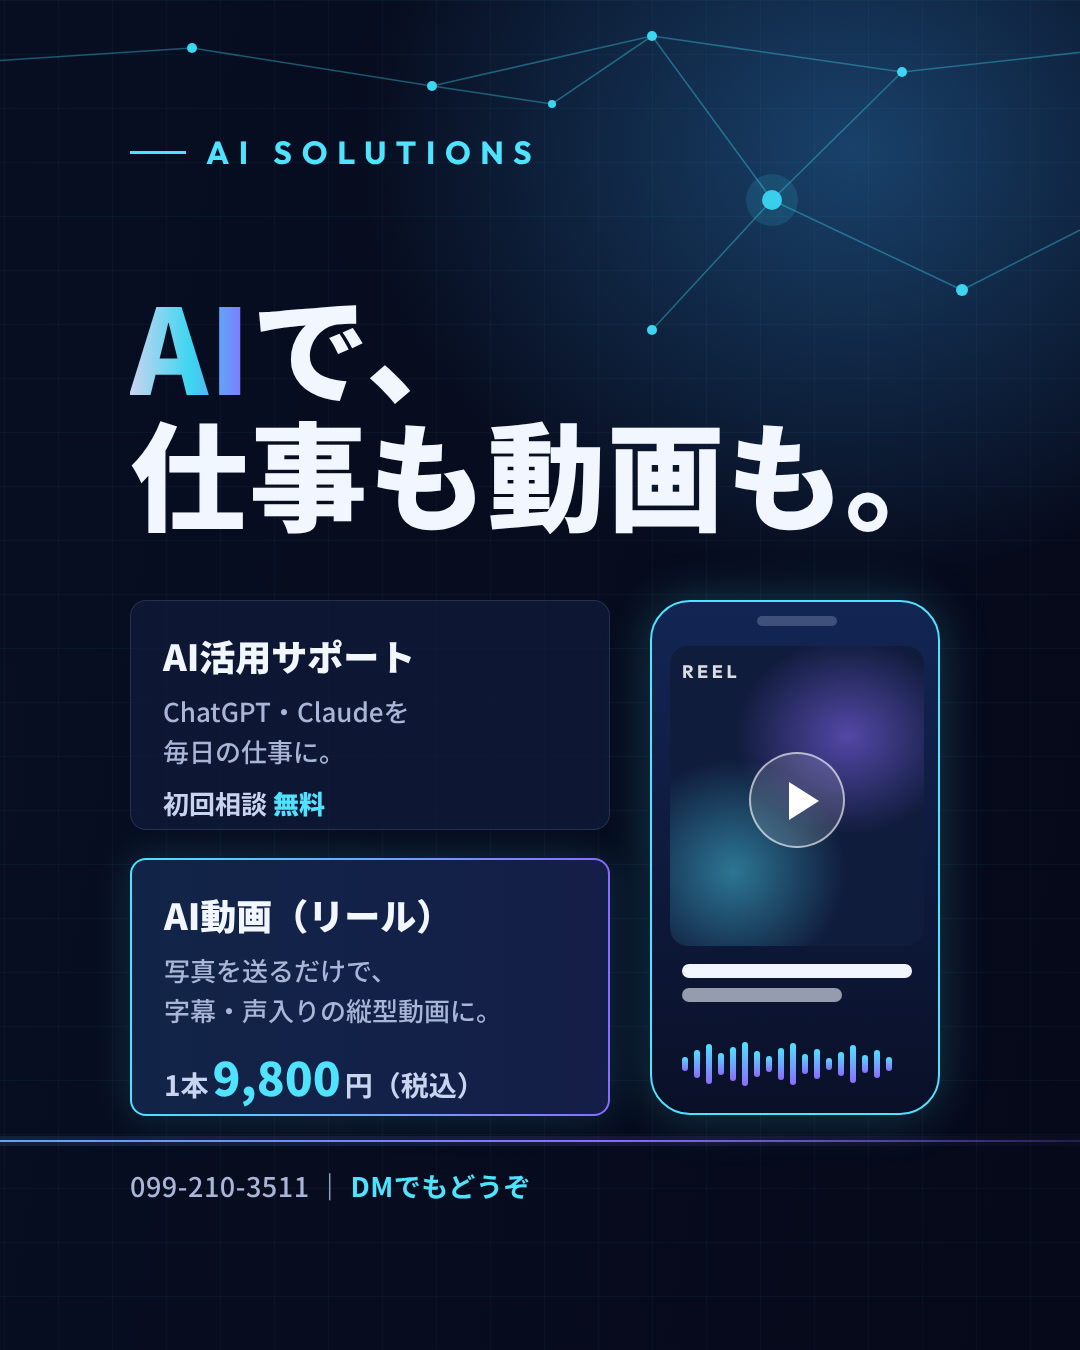 AI SOLUTIONS
AIで、
仕事も動画も。
AI活用サポート
ChatGPT・Claudeを
毎日の仕事に。
初回相談 無料
AI動画（リール）
写真を送るだけで、
字幕・声入りの縦型動画に。
1本 9,800 円（税込）
REEL
099-210-3511 ｜ DMでもどうぞ